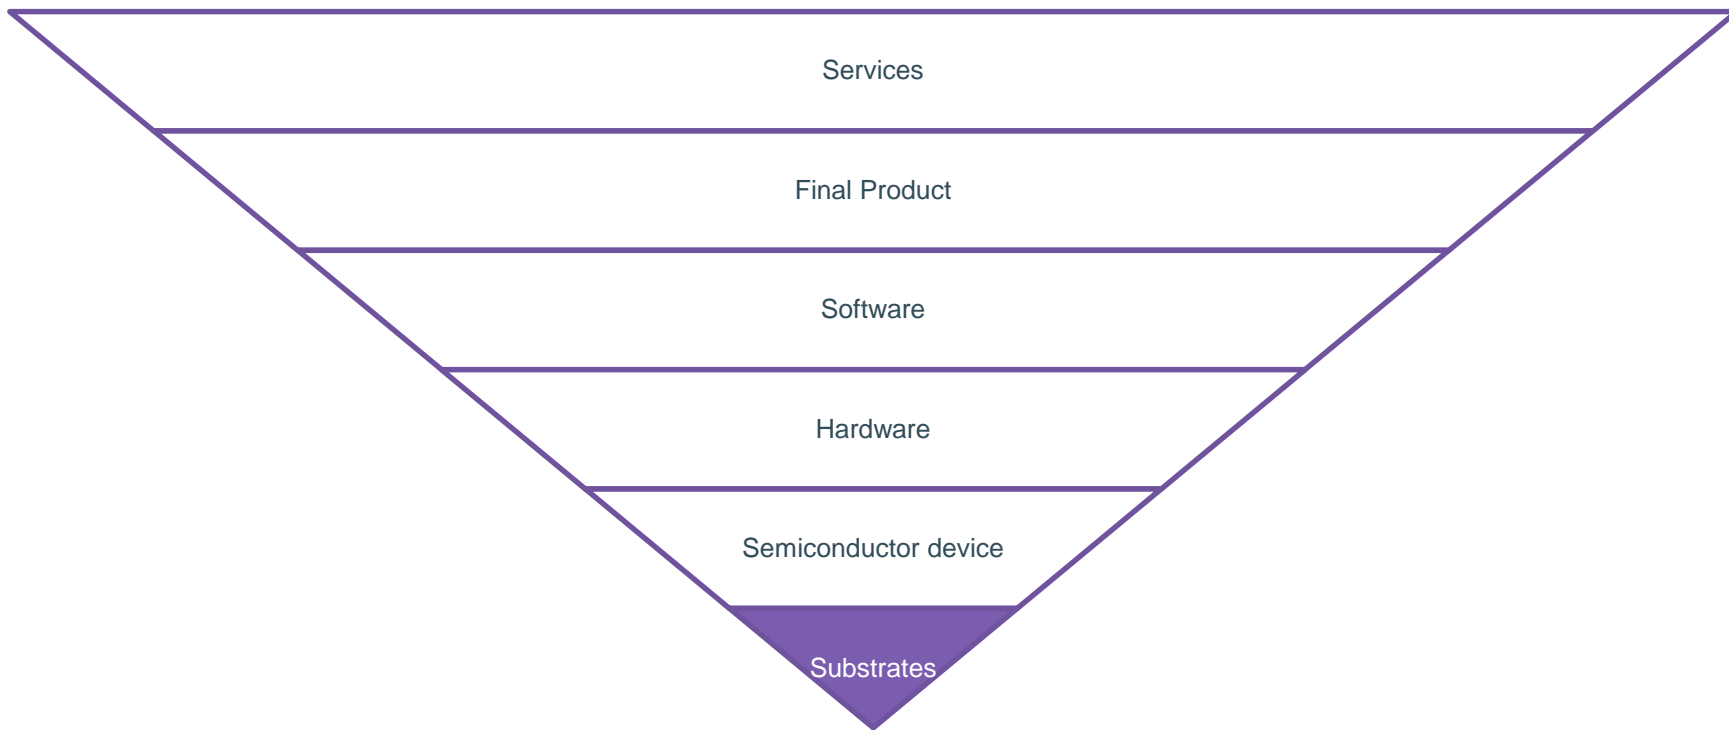 Services
Final Product
Software
Hardware
Semiconductor device
Substrates